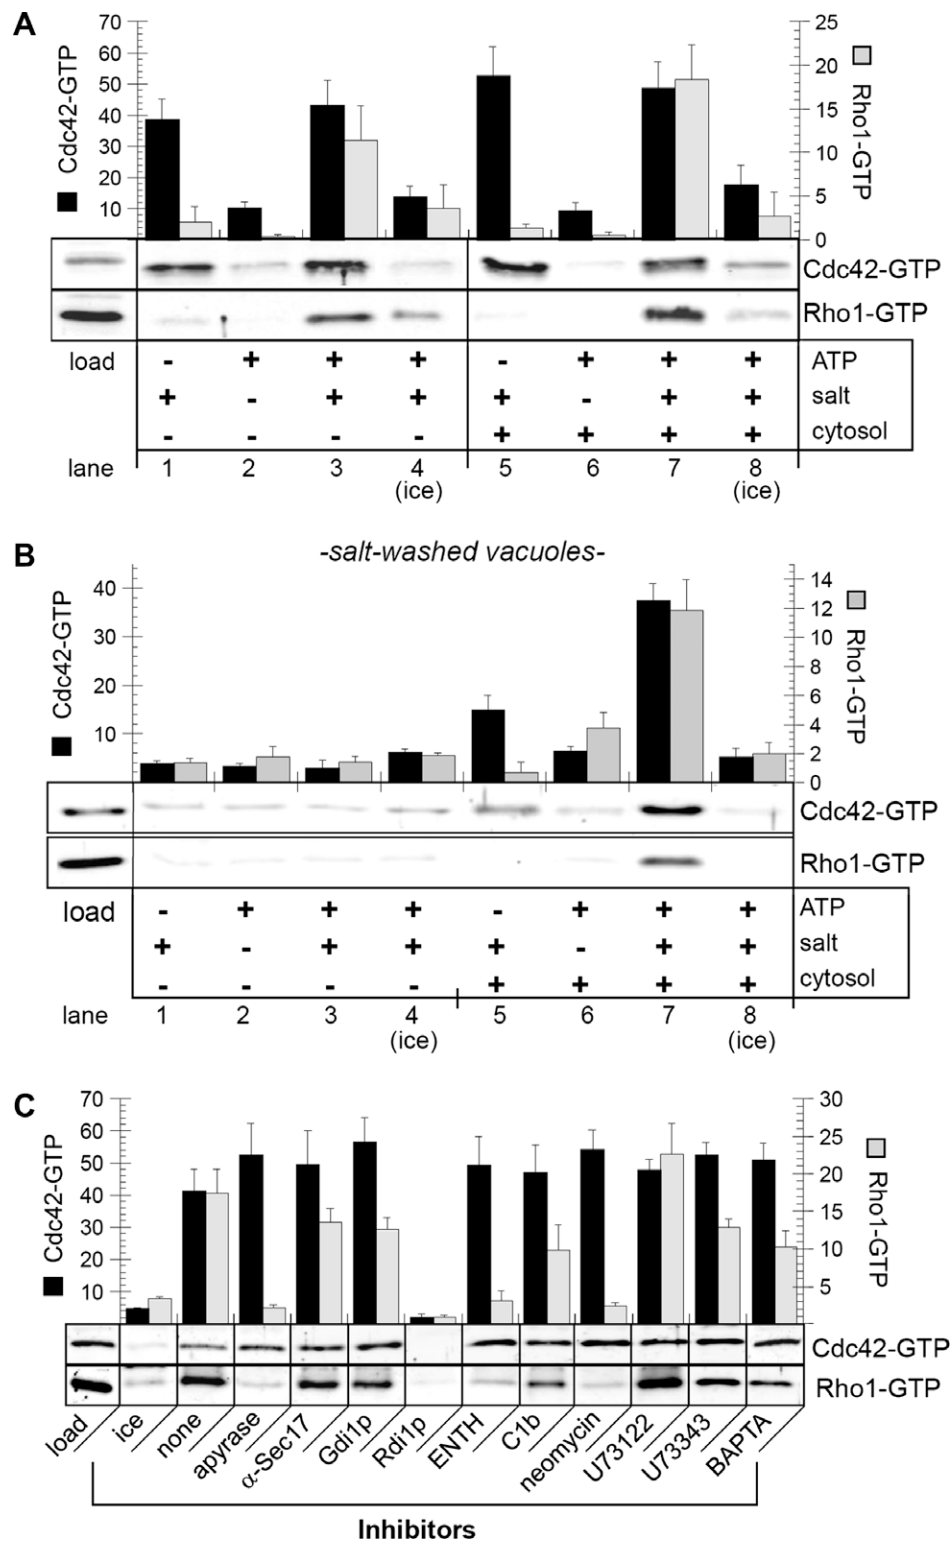 A
70
60
50
40
30
20
10
Cdc42-GTP
25
20
15
10
5
0
Rho1-GTP
Cdc42-GTP
Rho1-GTP
load - + + + - + + + ATP
+ - + + + - + + salt
- - - - + + + + cytosol
lane 1 2 3 4 5 6 7 8
(ice) (ice)
B
-salt-washed vacuoles-
40
30
20
10
Cdc42-GTP
14
12
10
8
6
4
2
0
Rho1-GTP
Cdc42-GTP
Rho1-GTP
load - + + + - + + + ATP
+ - + + + - + + salt
- - - - + + + + cytosol
lane 1 2 3 4 5 6 7 8
(ice) (ice)
C
70
60
50
40
30
20
10
Cdc42-GTP
30
25
20
15
10
5
Rho1-GTP
Cdc42-GTP
Rho1-GTP
load
ice
none
apyrase
α-Sec17
Gdi1p
Rdi1p
ENTH
C1b
neomycin
U73122
U73343
BAPTA
Inhibitors